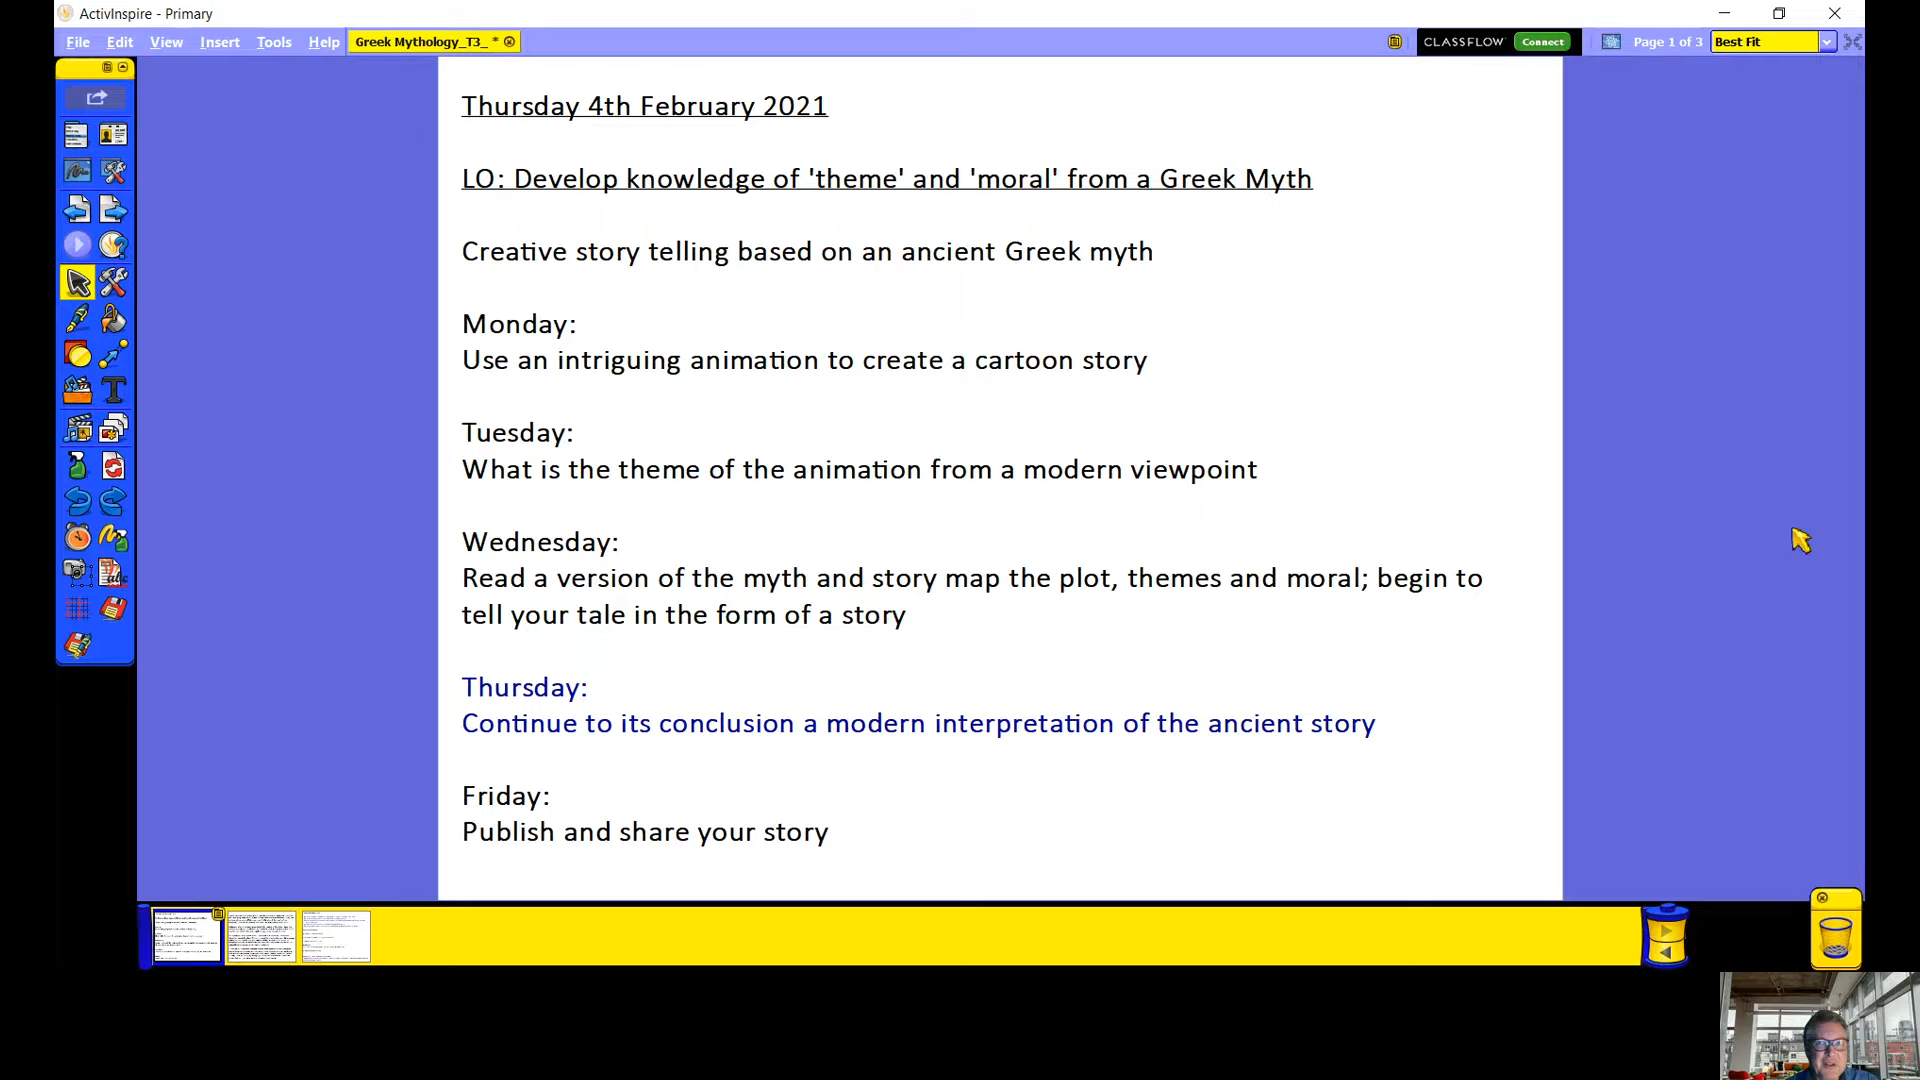 ActivInspire - Primary
File Edit View Insert Tools Help Greek Mythology_T3_ * CLASSFLOW Connect Page 1 of 3 Best Fit
Thursday 4th February 2021
LO: Develop knowledge of 'theme' and 'moral' from a Greek Myth
Creative story telling based on an ancient Greek myth
Monday:
Use an intriguing animation to create a cartoon story
Tuesday:
What is the theme of the animation from a modern viewpoint
Wednesday:
Read a version of the myth and story map the plot, themes and moral; begin to
tell your tale in the form of a story
Thursday:
Continue to its conclusion a modern interpretation of the ancient story
Friday:
Publish and share your story